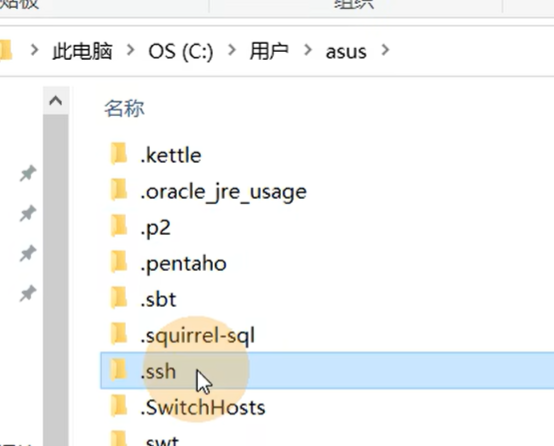 贴板
组织
此电脑 > OS (C:) > 用户 > asus >
名称
.kettle
.oracle_jre_usage
.p2
.pentaho
.sbt
.squirrel-sql
.ssh
.SwitchHosts
.swt